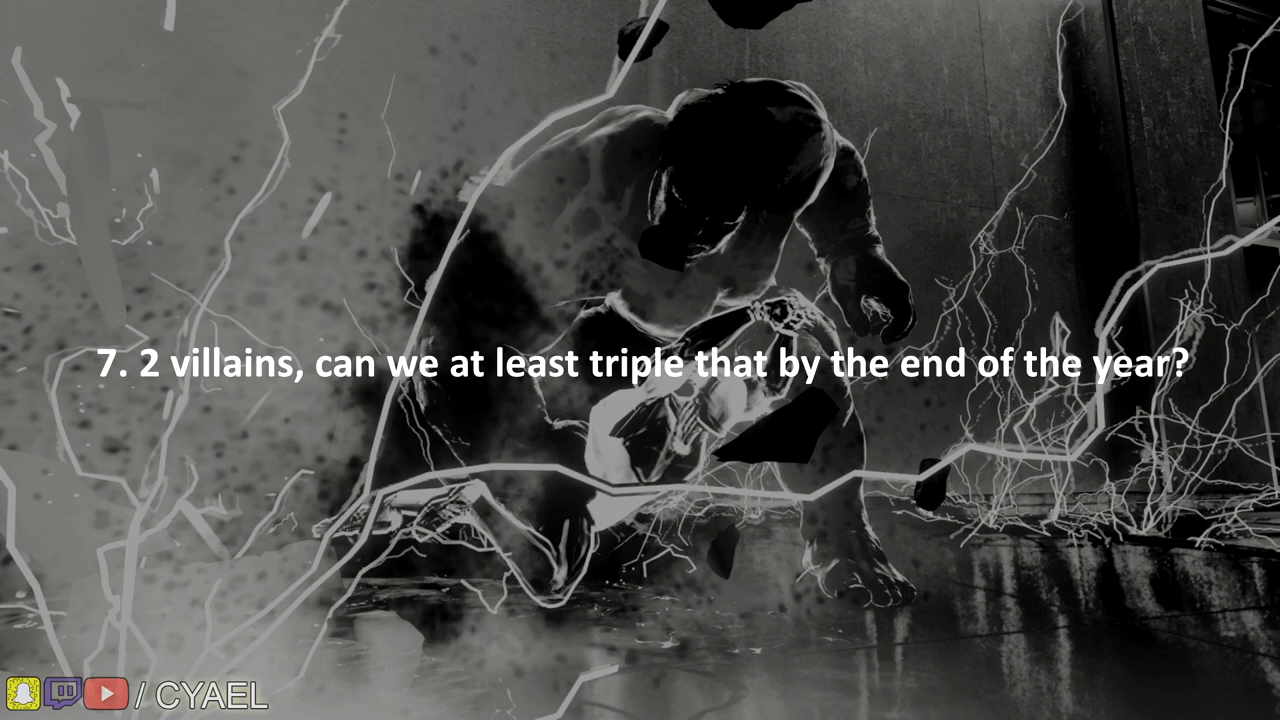 7. 2 villains, can we at least triple that by the end of the year?
/ CYAEL